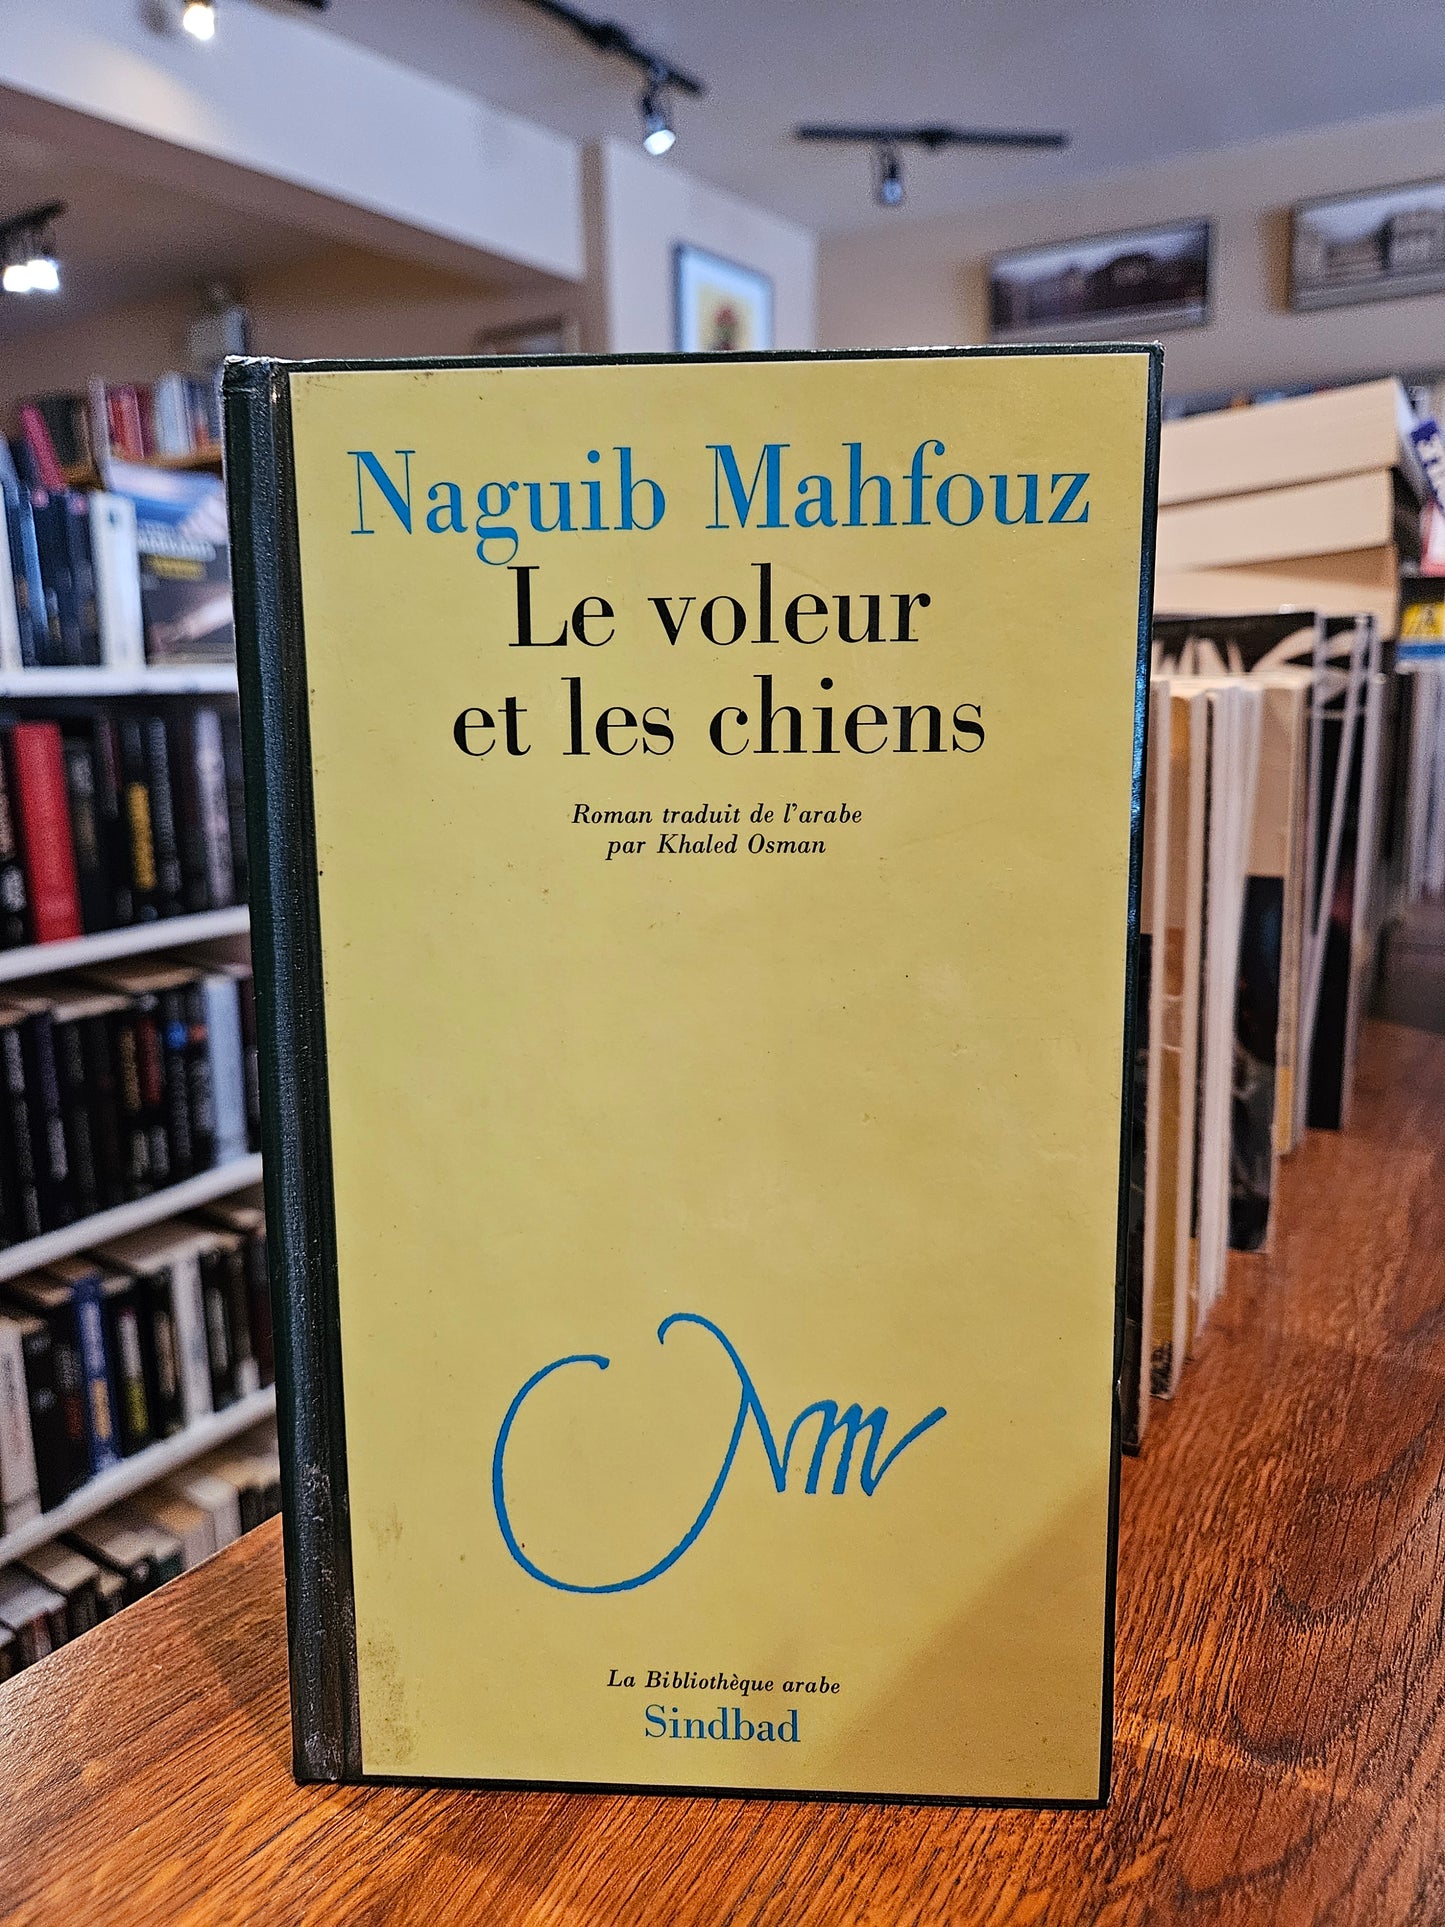 Naguib Mahfouz
Le voleur
et les chiens
Roman traduit de l'arabe
par Khaled Osman
La Bibliothèque arabe
Sindbad